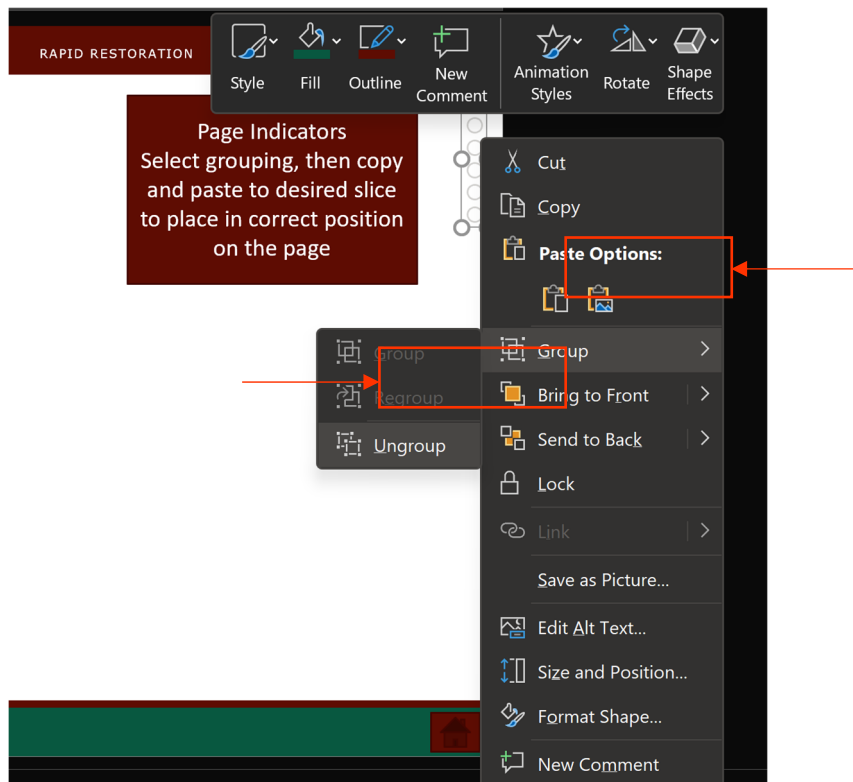 RAPID RESTORATION
Style
Fill
Outline
New
Comment
Animation
Styles
Rotate
Shape
Effects
Page Indicators
Select grouping, then copy
and paste to desired slice
to place in correct position
on the page
Cut
Copy
Paste Options:
Group
Bring to Front
Send to Back
Lock
Link
Save as Picture...
Edit Alt Text...
Size and Position...
Format Shape...
New Comment
Group
Regroup
Ungroup